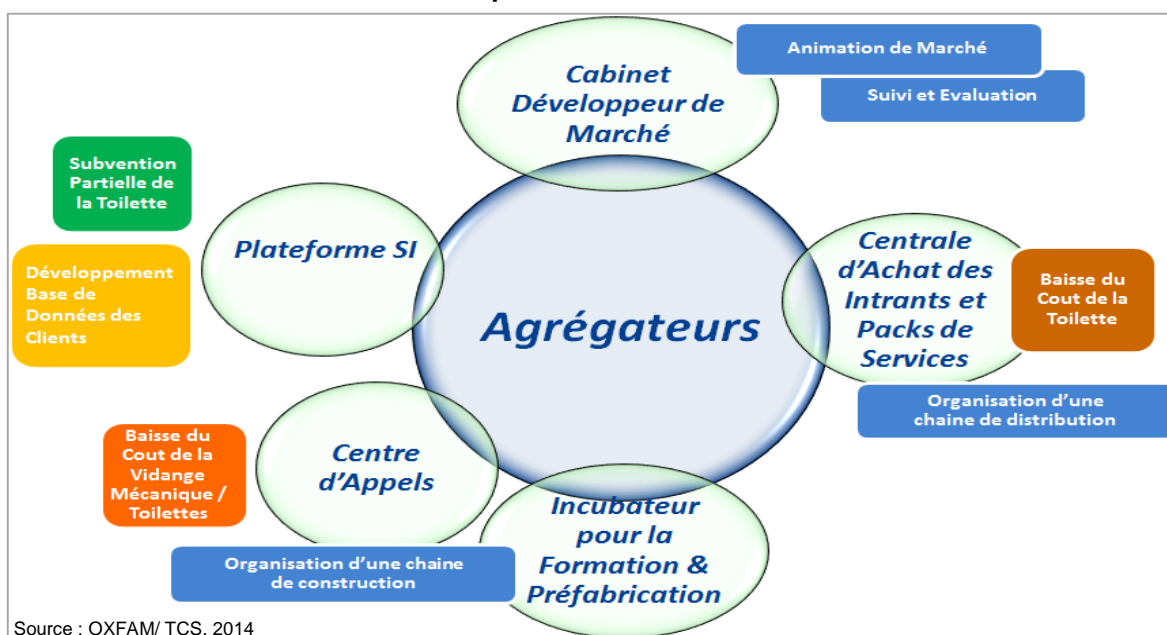 Animation de Marché
Suivi et Evaluation
Cabinet
Développeur de
Marché
Subvention
Partielle de
la Toilette
Développement
Base de
Données des
Clients
Plateforme SI
Agrégateurs
Centrale
d’Achat des
Intrants et
Packs de
Services
Baisse du
Cout de la
Toilette
Organisation d’une
chaine de distribution
Baisse du
Cout de la
Vidange
Mécanique /
Toilettes
Centre
d’Appels
Organisation d’une chaine
de construction
Incubateur
pour la
Formation &
Préfabrication
Source : OXFAM/ TCS, 2014